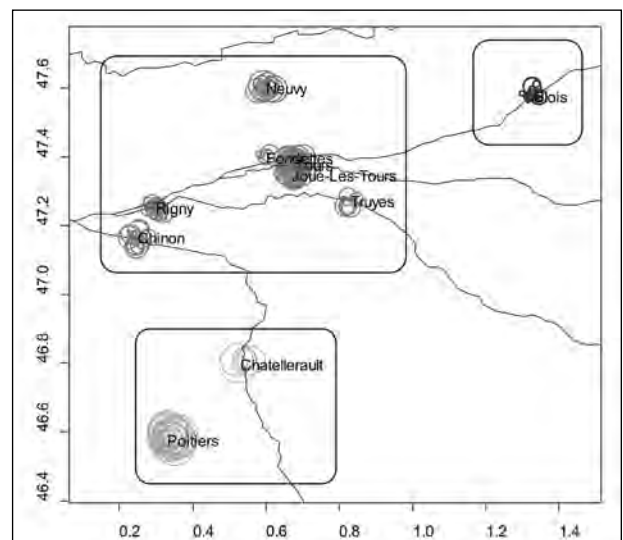 47,6
47.4
47.2
47.0
46.8
46.6
46.4
Neuvy
Blois
Tours
Joue-Les-Tours
Rigny
Truyes
Chinon
Chatellerault
Poitiers
0.2 0.4 0.6 0.8 1.0 1.2 1.4